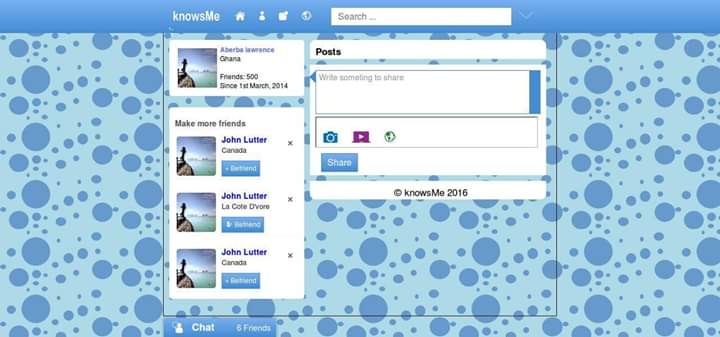 knowsMe
Search ...
Aberba lawrence
Ghana
Friends: 500
Since 1st March, 2014
Make more friends
John Lutter
Canada
+ Befriend
John Lutter
La Cote D'vore
Befriend
John Lutter
Canada
+ Befriend
Posts
Write someting to share
Share
© knowsMe 2016
Chat 6 Friends